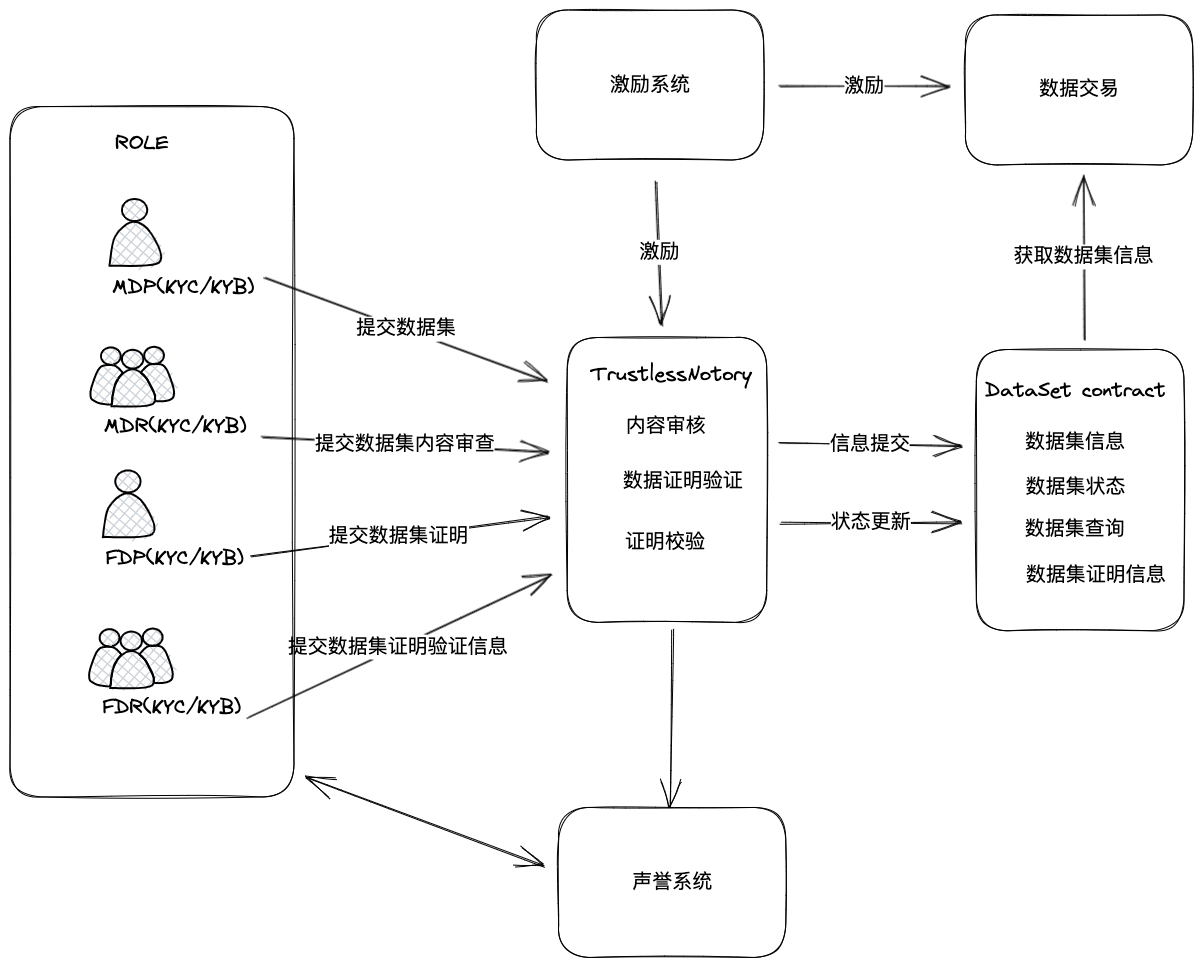 激励系统
激励
数据交易
ROLE
MDP(KYC/KYB)
提交数据集
MDR(KYC/KYB)
提交数据集内容审查
FDP(KYC/KYB)
提交数据集证明
FDR(KYC/KYB)
提交数据集证明验证信息
激励
TrustlessNotory
内容审核
数据证明验证
证明校验
信息提交
状态更新
获取数据集信息
DataSet contract
数据集信息
数据集状态
数据集查询
数据集证明信息
声誉系统